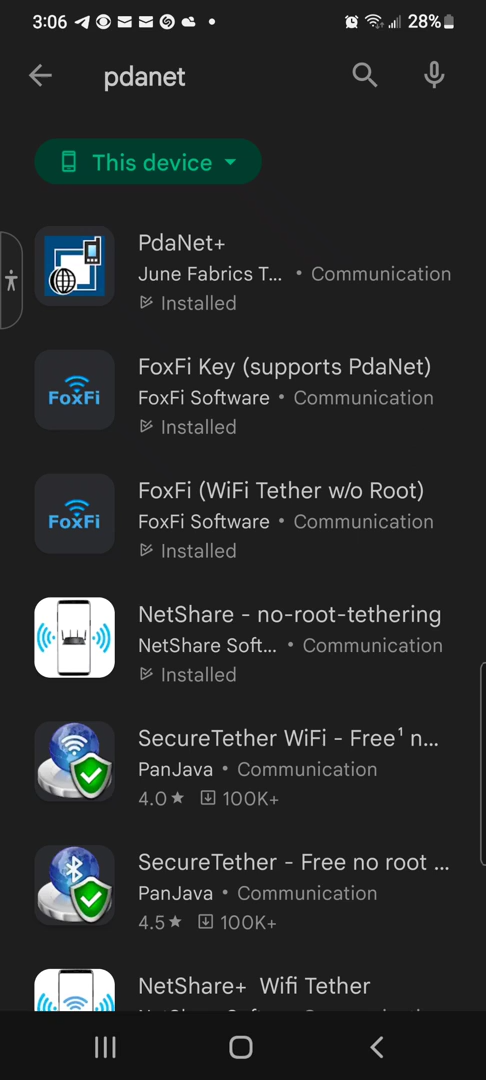 3:06
28%
pdanet
This device
PdaNet+
June Fabrics T... • Communication
Installed
FoxFi
FoxFi Key (supports PdaNet)
FoxFi Software • Communication
Installed
FoxFi
FoxFi (WiFi Tether w/o Root)
FoxFi Software • Communication
Installed
NetShare - no-root-tethering
NetShare Soft... • Communication
Installed
SecureTether WiFi - Free¹ n...
PanJava • Communication
4.0★ 100K+
SecureTether - Free no root ...
PanJava • Communication
4.5★ 100K+
NetShare+ Wifi Tether